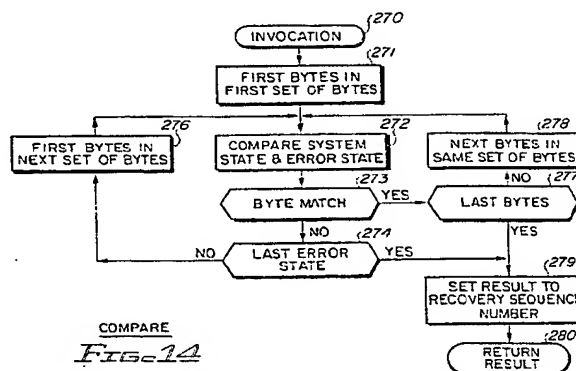 270
INVOCATION
271
FIRST BYTES IN
FIRST SET OF BYTES
276
FIRST BYTES IN
NEXT SET OF BYTES
272
COMPARE SYSTEM
STATE & ERROR STATE
278
NEXT BYTES IN
SAME SET OF BYTES
273
BYTE MATCH
YES
NO
277
LAST BYTES
NO
274
LAST ERROR
STATE
NO
YES
YES
279
SET RESULT TO
RECOVERY SEQUENCE
NUMBER
280
RETURN
RESULT
COMPARE
FIG. 14